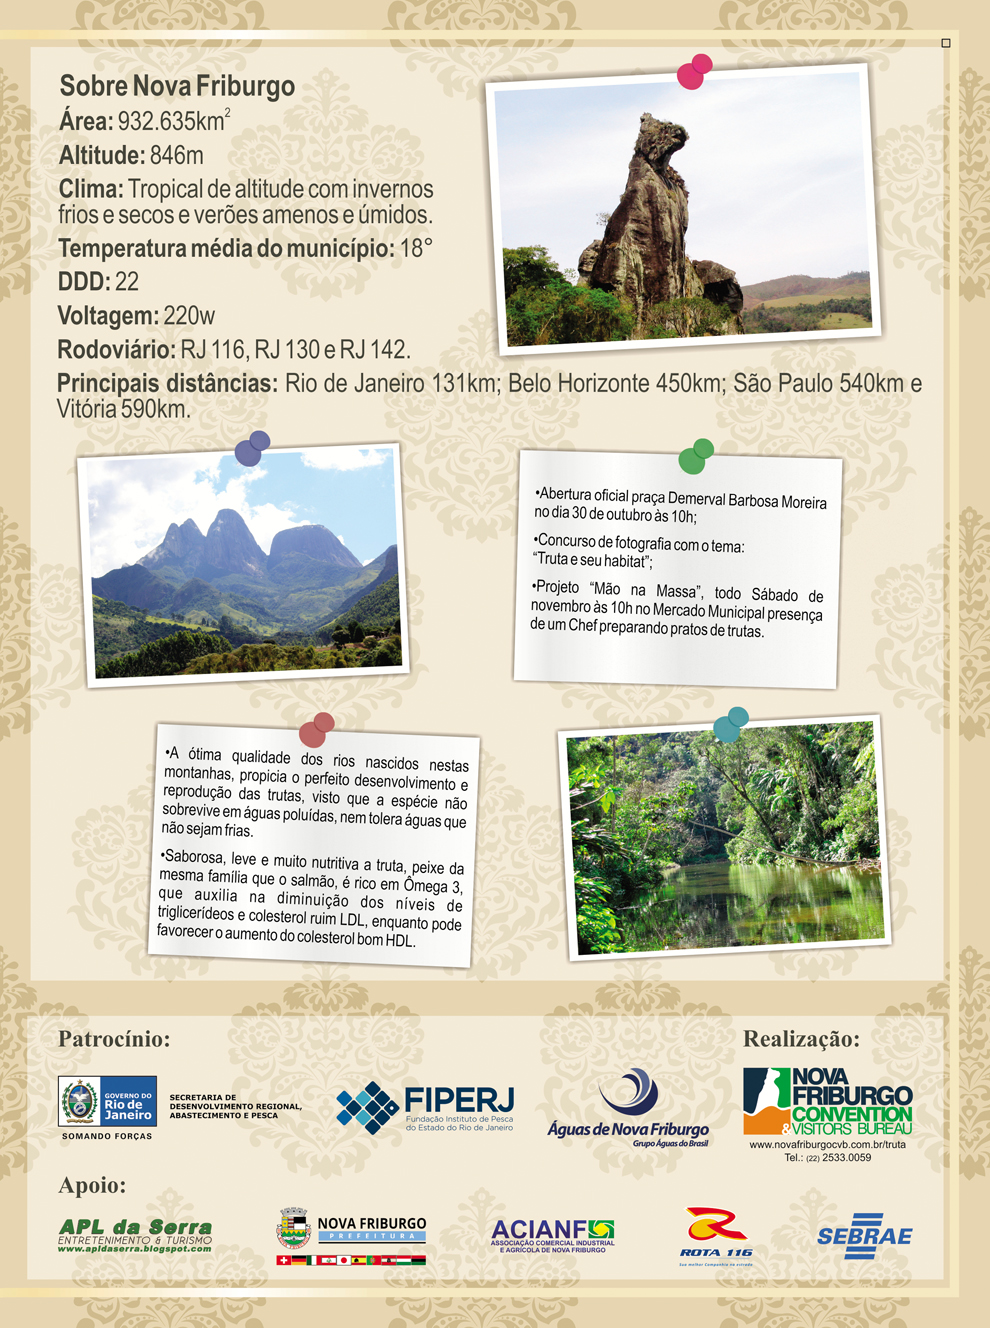 Sobre Nova Friburgo
Área: 932.635km²
Altitude: 846m
Clima: Tropical de altitude com invernos
frios e secos e verões amenos e úmidos.
Temperatura média do município: 18°
DDD: 22
Voltagem: 220w
Rodoviário: RJ 116, RJ 130 e RJ 142.
Principais distâncias: Rio de Janeiro 131km; Belo Horizonte 450km; São Paulo 540km e
Vitória 590km.
•Abertura oficial praça Demerval Barbosa Moreira
no dia 30 de outubro às 10h;
•Concurso de fotografia com o tema:
“Truta e seu habitat”;
•Projeto “Mão na Massa”, todo Sábado de
novembro às 10h no Mercado Municipal presença
de um Chef preparando pratos de trutas.
•A ótima qualidade dos rios nascidos nestas
montanhas, propicia o perfeito desenvolvimento e
reprodução das trutas, visto que a espécie não
sobrevive em águas poluídas, nem tolera águas que
não sejam frias.
•Saborosa, leve e muito nutritiva a truta, peixe da
mesma família que o salmão, é rico em Ômega 3,
que auxilia na diminuição dos níveis de
triglicerídeos e colesterol ruim LDL, enquanto pode
favorecer o aumento do colesterol bom HDL.
Patrocínio:
GOVERNO DO
Rio de
Janeiro
SOMANDO FORÇAS
SECRETARIA DE
DESENVOLVIMENTO REGIONAL,
ABASTECIMENTO E PESCA
FIPERJ
Fundação Instituto de Pesca
do Estado do Rio de Janeiro
Águas de Nova Friburgo
Grupo Águas do Brasil
Realização:
NOVA
FRIBURGO
CONVENTION
&VISITORS BUREAU
www.novafriburgocvb.com.br/truta
Tel.: (22) 2533.0059
Apoio:
APL da Serra
ENTRETENIMENTO & TURISMO
www.apldaserra.blogspot.com
NOVA FRIBURGO
PREFEITURA
ACIANF
ASSOCIAÇÃO COMERCIAL INDUSTRIAL
E AGRÍCOLA DE NOVA FRIBURGO
ROTA 116
Sua melhor Companhia na estrada
SEBRAE